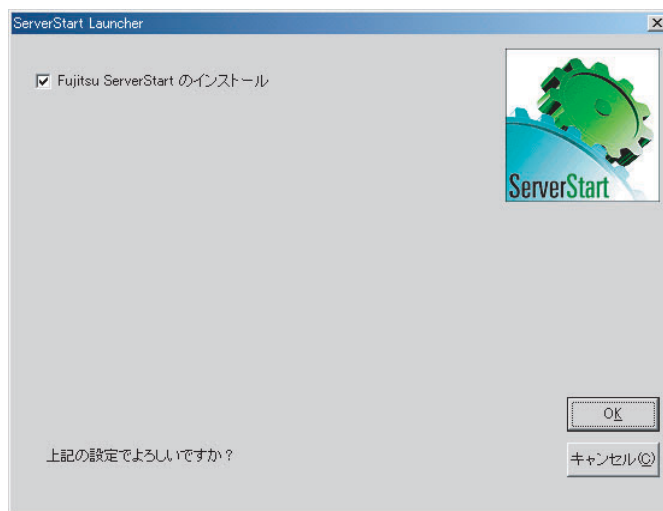 ServerStart Launcher
Fujitsu ServerStart のインストール
ServerStart
OK
上記の設定でよろしいですか?
キャンセル(C)